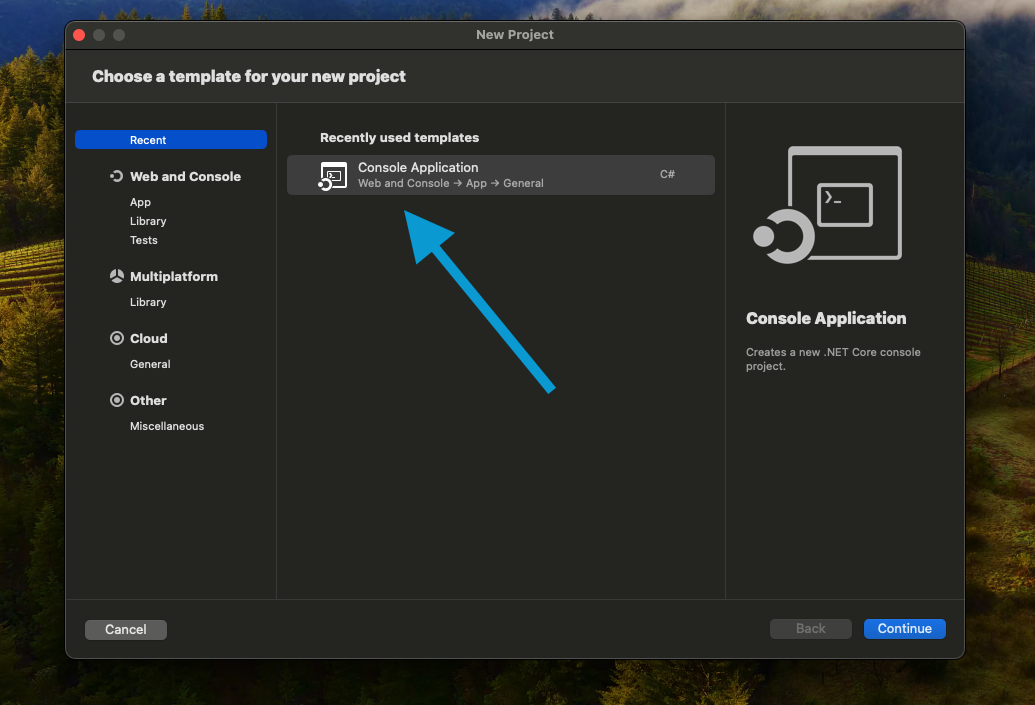 New Project
Choose a template for your new project
Recent
Web and Console
App
Library
Tests
Multiplatform
Library
Cloud
General
Other
Miscellaneous
Recently used templates
Console Application
Web and Console → App → General
C#
Console Application
Creates a new .NET Core console
project.
Cancel
Back
Continue